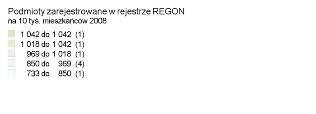 Podmioty zarejestrowane w rejestrze REGON
na 10 tyś. mieszkańców 2008
1 042 do 1 042 (1)
1 018 do 1 042 (1)
969 do 1 018 (1)
850 do 969 (4)
733 do 850 (1)